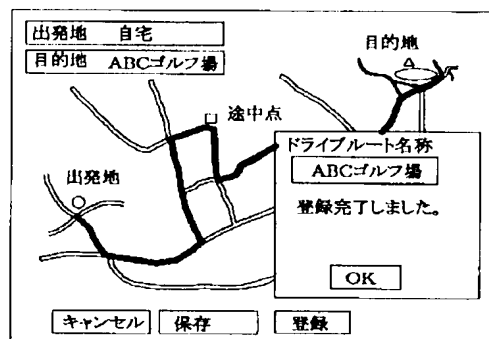 出発地 自宅
目的地 ABCゴルフ場
目的地
途中点
ドライブルート名称
ABCゴルフ場
出発地
登録完了しました。
OK
キャンセル
保存
登録